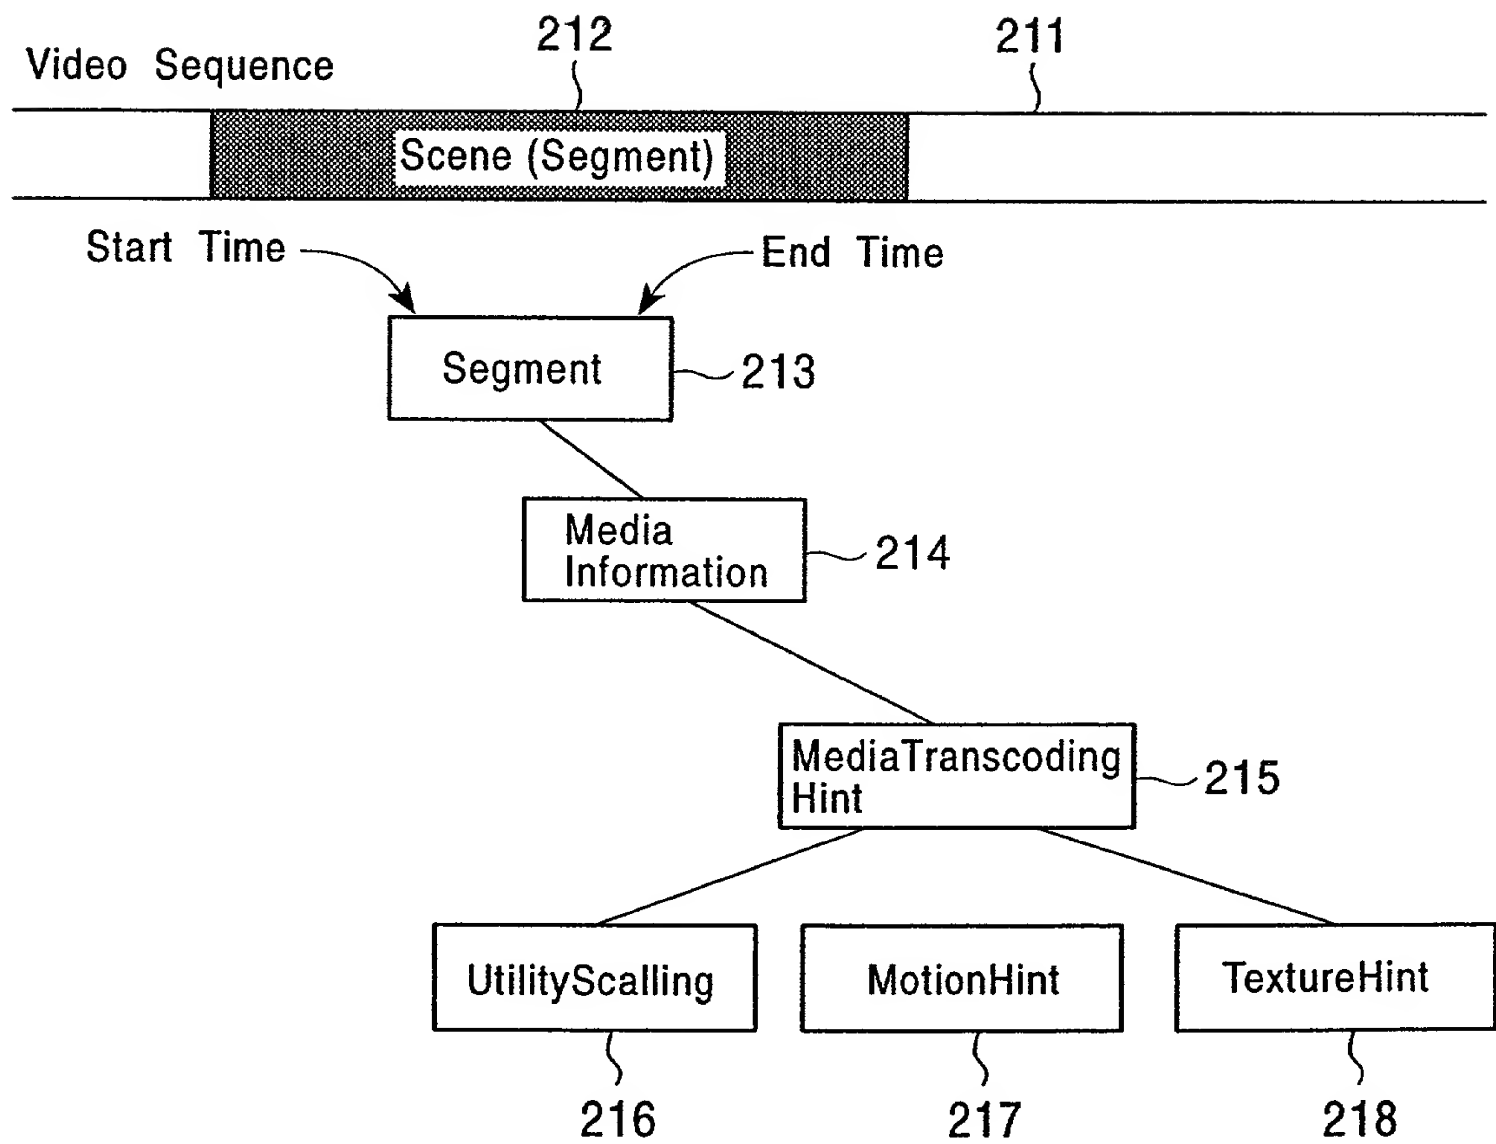 212
211
Video Sequence
Scene (Segment)
Start Time
End Time
Segment
213
Media
Information
214
MediaTranscoding
Hint
215
UtilityScalling
MotionHint
TextureHint
216
217
218